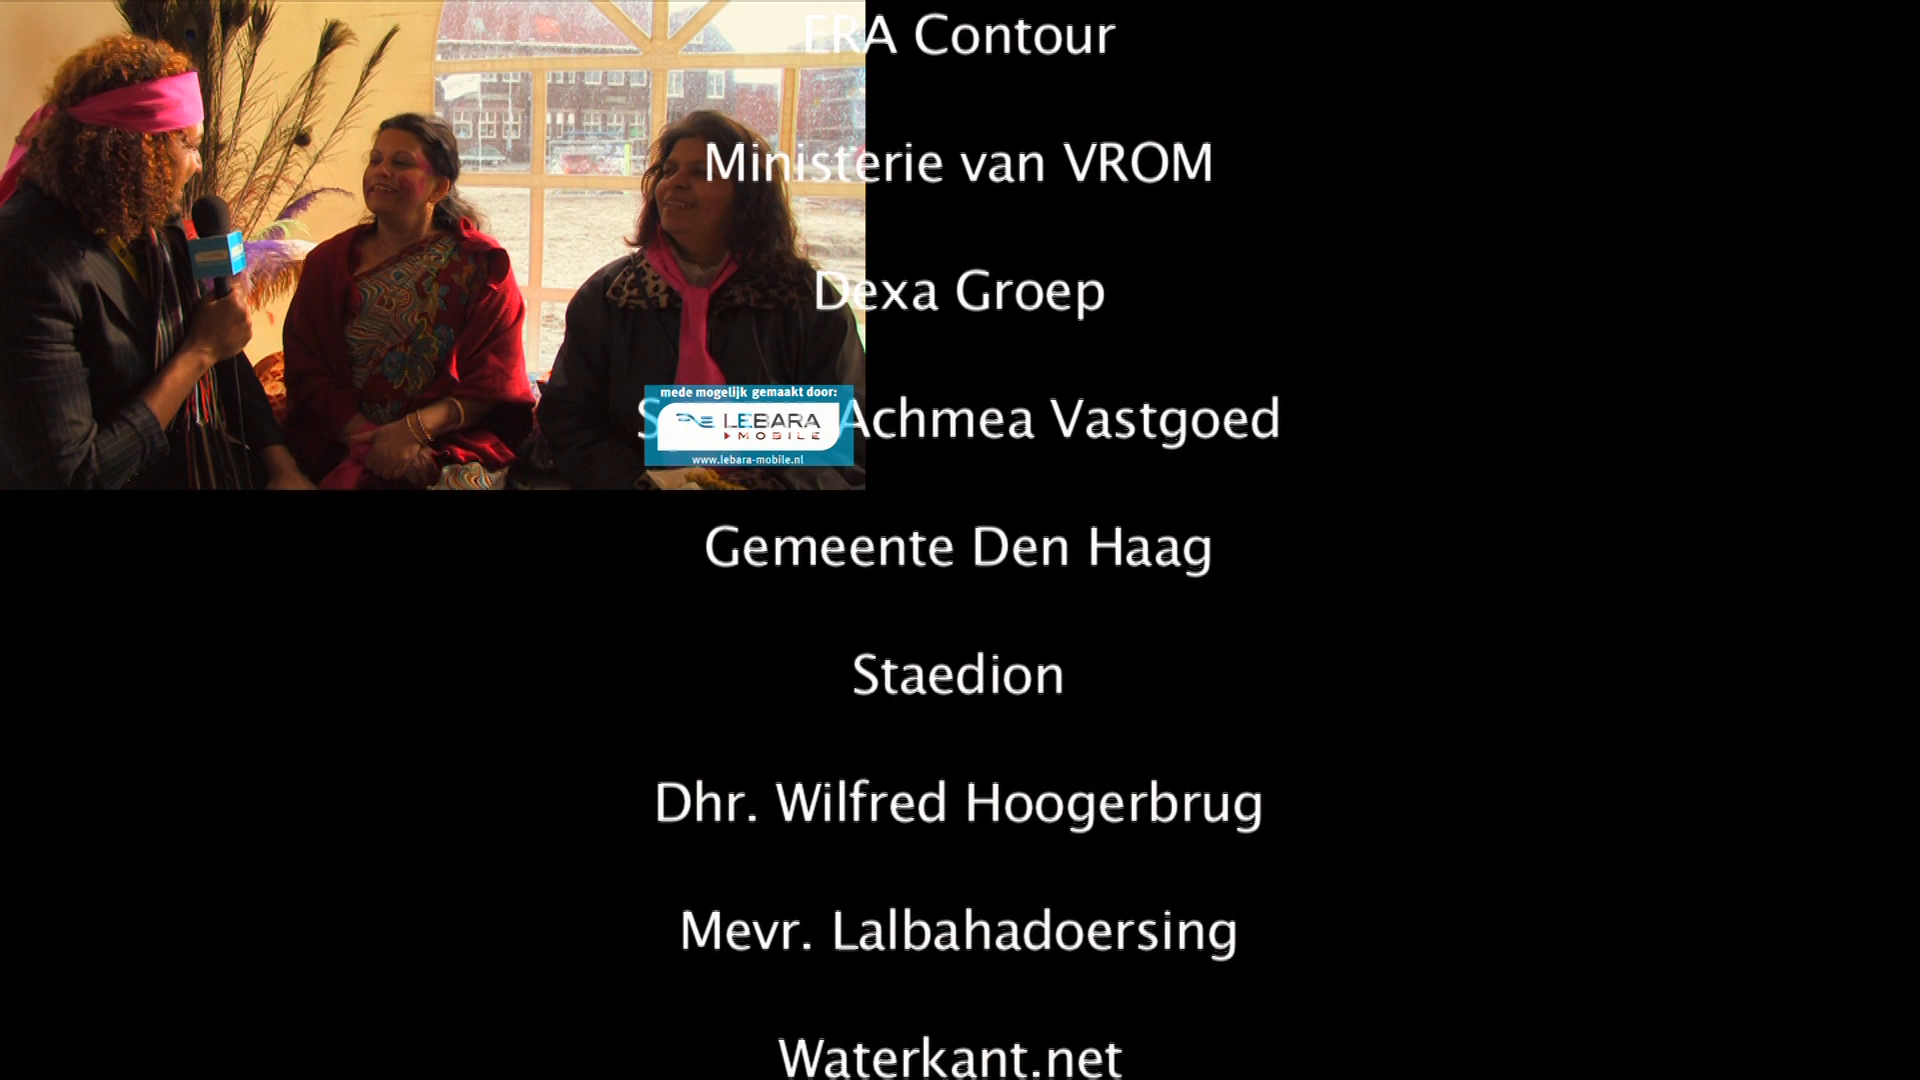 ERA Contour
Ministerie van VROM
Dexa Groep
mede mogelijk gemaakt door:
LEBARA
MOBILE
www.lebara-mobile.nl
Achmea Vastgoed
Gemeente Den Haag
Staedion
Dhr. Wilfred Hoogerbrug
Mevr. Lalbahadoersing
Waterkant.net